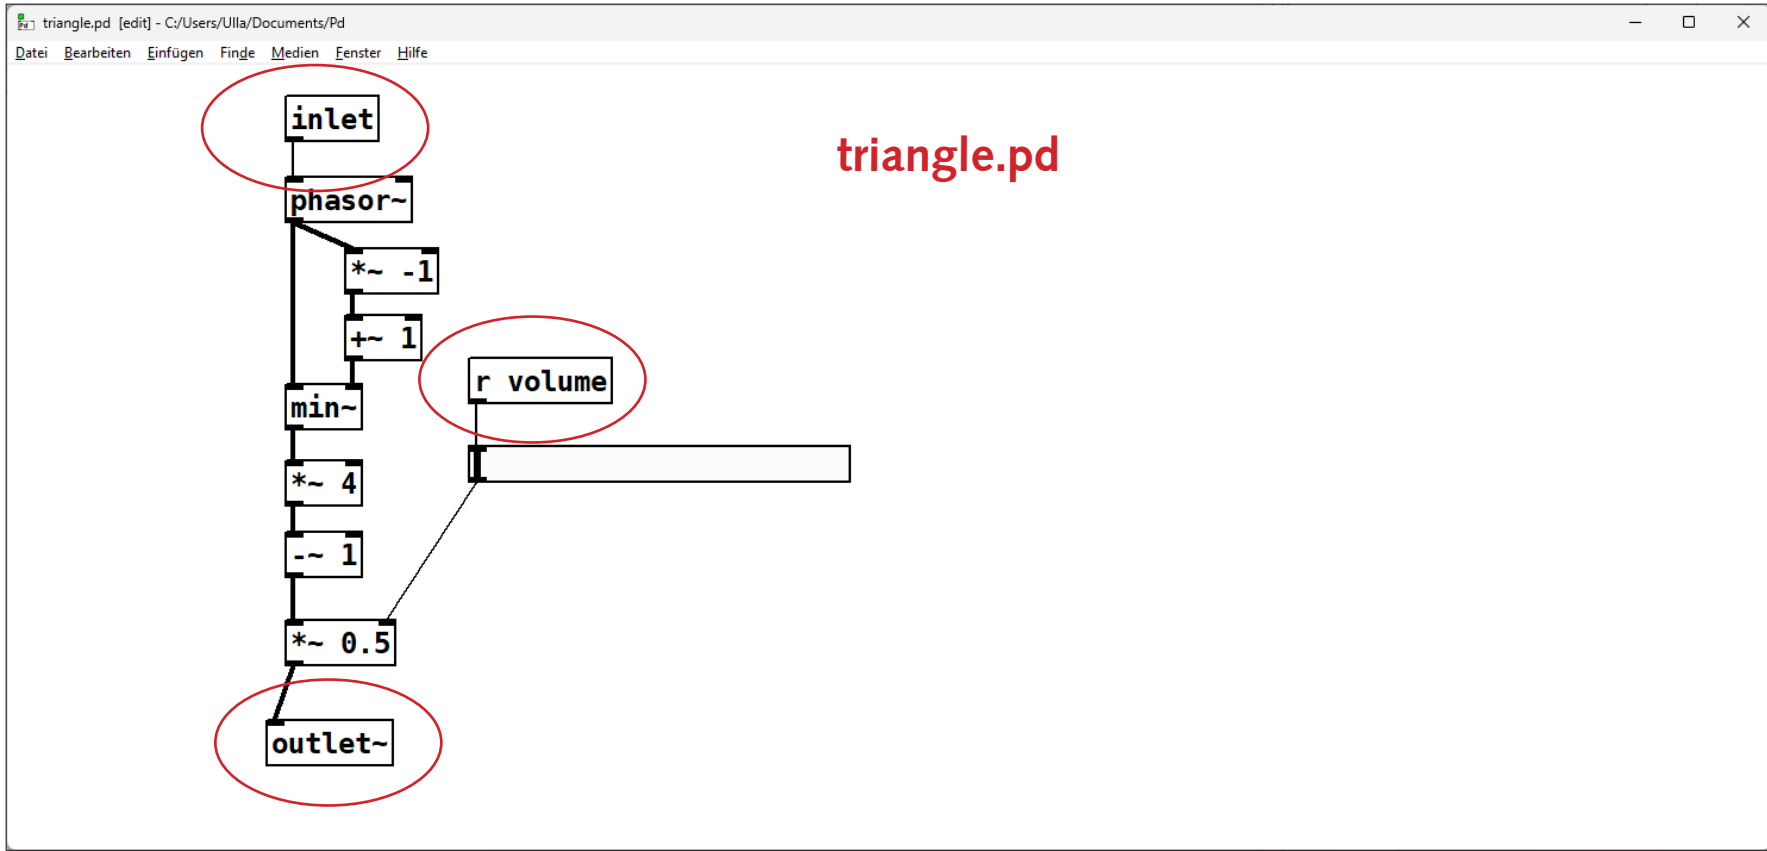 triangle.pd [edit] - C:/Users/Ulla/Documents/Pd
Datei Bearbeiten Einfügen Finde Medien Fenster Hilfe
inlet
triangle.pd
phasor~
*~ -1
+~ 1
r volume
min~
*~ 4
-~ 1
*~ 0.5
outlet~